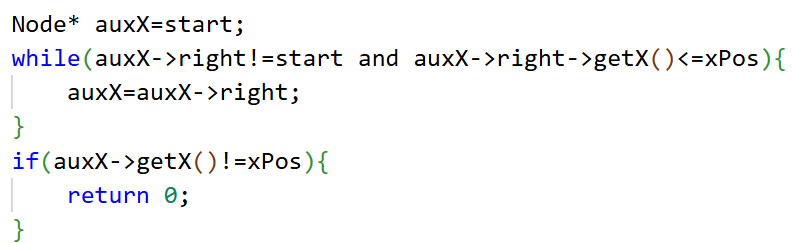 Node* auxX=start;
while(auxX->right!=start and auxX->right->getX()<=xPos){
    auxX=auxX->right;
}
if(auxX->getX()!=xPos){
    return 0;
}